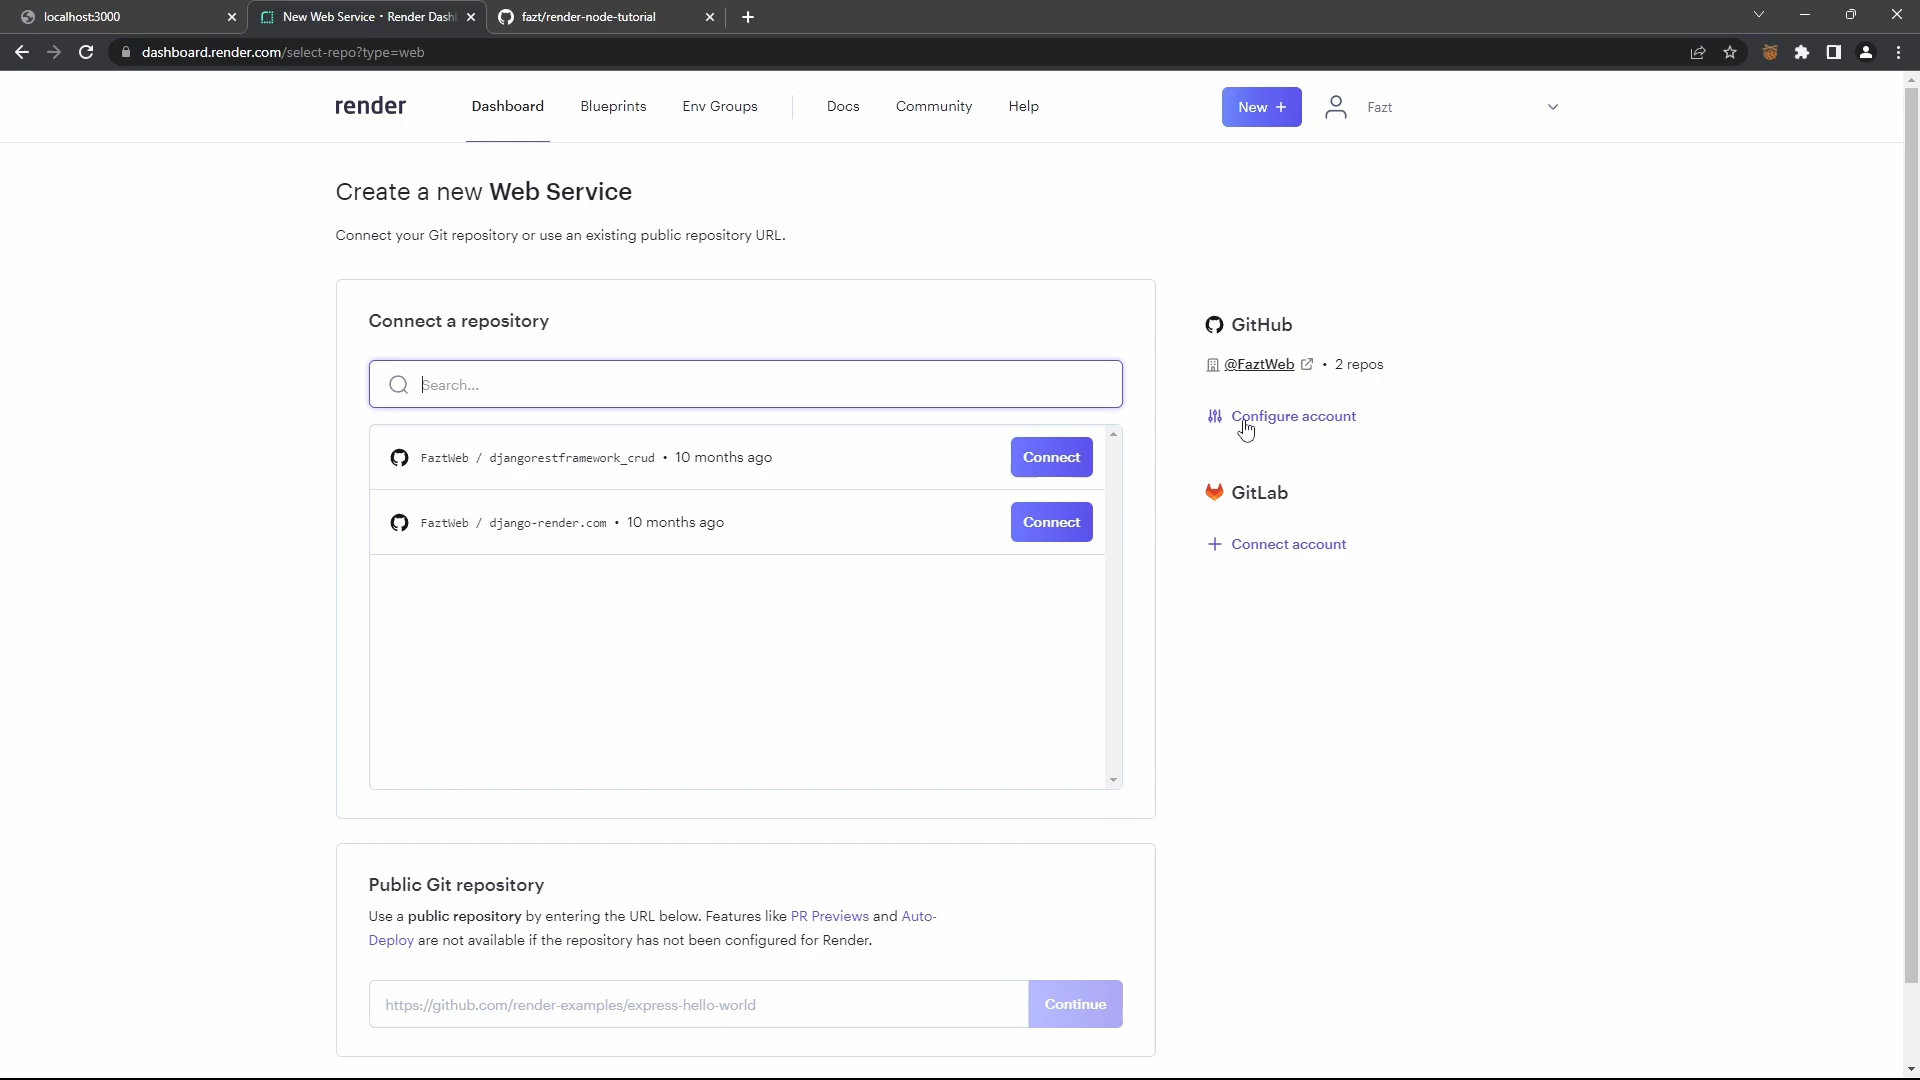 localhost:3000
New Web Service · Render Dash
fazt/render-node-tutorial
dashboard.render.com/select-repo?type=web
render
Dashboard
Blueprints
Env Groups
Docs
Community
Help
New +
Fazt
Create a new Web Service
Connect your Git repository or use an existing public repository URL.
Connect a repository
Search...
FaztWeb / djangorestframework_crud • 10 months ago
Connect
FaztWeb / django-render.com • 10 months ago
Connect
GitHub
@FaztWeb • 2 repos
Configure account
GitLab
+ Connect account
Public Git repository
Use a public repository by entering the URL below. Features like PR Previews and Auto-
Deploy are not available if the repository has not been configured for Render.
https://github.com/render-examples/express-hello-world
Continue